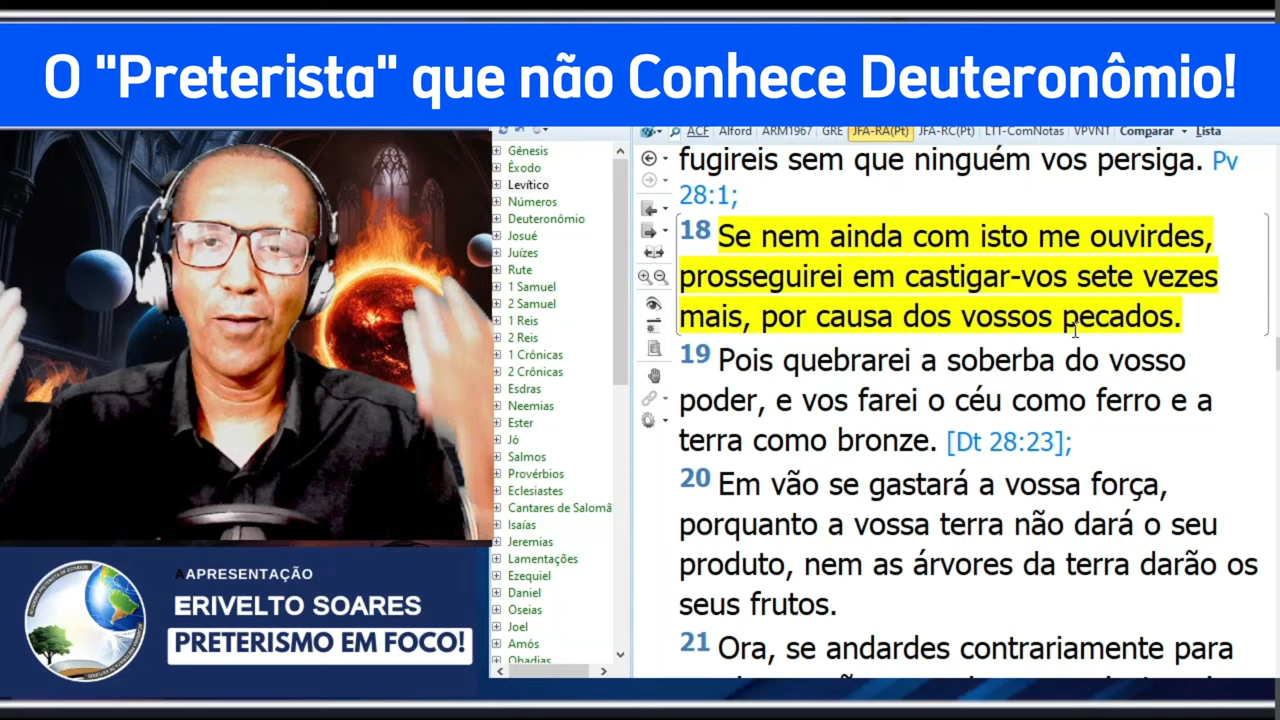 O "Preterista" que não Conhece Deuteronômio!
ACF Alford ARM1967 GRE JFA-RA(Pt) JFA-RC(Pt) LTT-ComNotas VPVNT Comparar Lista
Gênesis
Êxodo
Levítico
Números
Deuteronômio
Josué
Juízes
Rute
1 Samuel
2 Samuel
1 Reis
2 Reis
1 Crônicas
2 Crônicas
Esdras
Neemias
Ester
Jó
Salmos
Provérbios
Eclesiastes
Cantares de Salomã
Isaías
Jeremias
Lamentações
Ezequiel
Daniel
Oseias
Joel
Amós
Obadias
fugireis sem que ninguém vos persiga. Pv
28:1;
18 Se nem ainda com isto me ouvirdes,
prosseguirei em castigar-vos sete vezes
mais, por causa dos vossos pecados.
19 Pois quebrarei a soberba do vosso
poder, e vos farei o céu como ferro e a
terra como bronze. [Dt 28:23];
20 Em vão se gastará a vossa força,
porquanto a vossa terra não dará o seu
produto, nem as árvores da terra darão os
seus frutos.
21 Ora, se andardes contrariamente para
APRESENTAÇÃO
ERIVELTO SOARES
PRETERISMO EM FOCO!